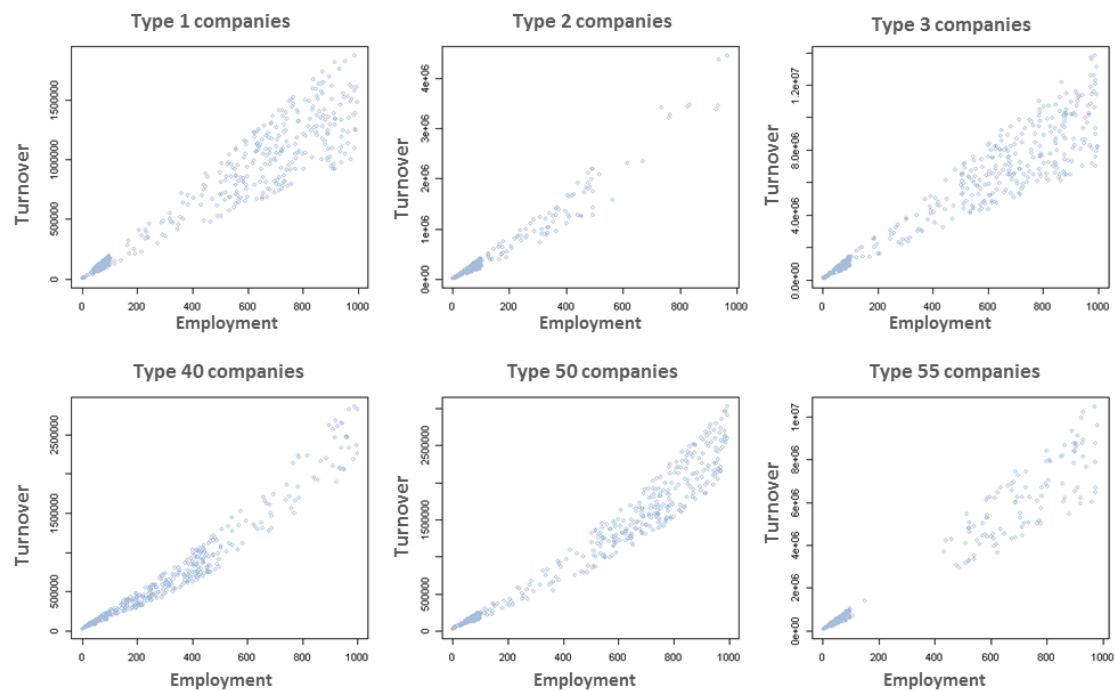 Type 1 companies
Type 2 companies
Type 3 companies
Turnover
0
500000
1000000
1500000
0 200 400 600 800 1000
Employment
Turnover
0e+00
1e+06
2e+06
3e+06
4e+06
0 200 400 600 800 1000
Employment
Turnover
0.0e+00
4.0e+06
8.0e+06
1.2e+07
0 200 400 600 800 1000
Employment
Type 40 companies
Type 50 companies
Type 55 companies
Turnover
0
500000
1500000
2500000
0 200 400 600 800 1000
Employment
Turnover
0
500000
1500000
2500000
0 200 400 600 800 1000
Employment
Turnover
0e+00
2e+06
4e+06
6e+06
8e+06
1e+07
0 200 400 600 800 1000
Employment